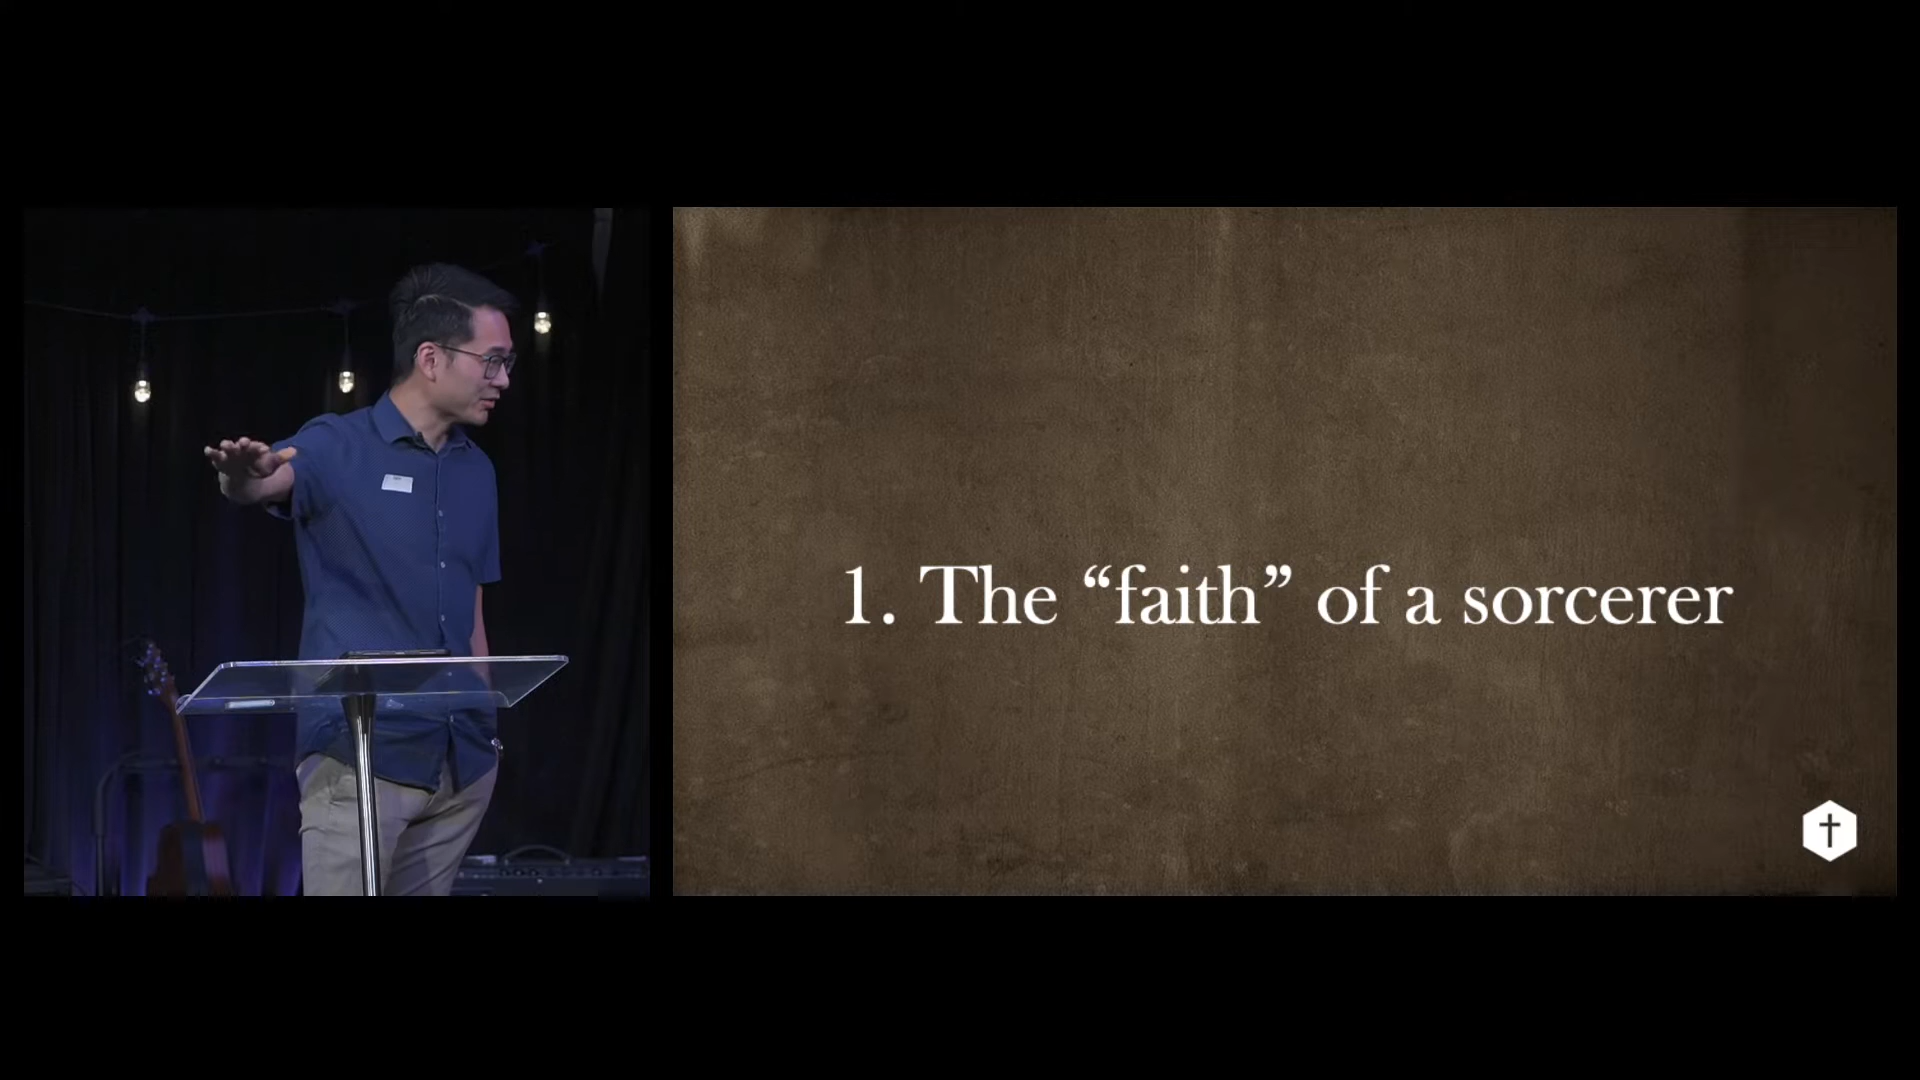 1. The “faith” of a sorcerer